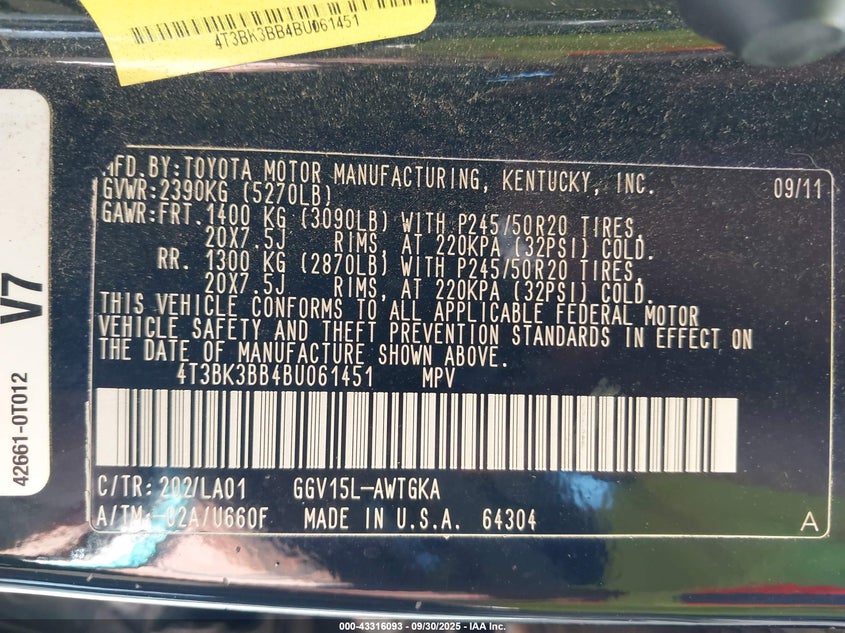 4T3BK3BB4BU061451
MFD.BY:TOYOTA MOTOR MANUFACTURING, KENTUCKY, INC. 09/11
GVWR:2390KG (5270LB)
GAWR:FRT.1400 KG (3090LB) WITH P245/50R20 TIRES,
20X7.5J RIMS, AT 220KPA (32PSI) COLD.
RR. 1300 KG (2870LB) WITH P245/50R20 TIRES,
20X7.5J RIMS, AT 220KPA (32PSI) COLD.
THIS VEHICLE CONFORMS TO ALL APPLICABLE FEDERAL MOTOR
VEHICLE SAFETY AND THEFT PREVENTION STANDARDS IN EFFECT ON
THE DATE OF MANUFACTURE SHOWN ABOVE.
4T3BK3BB4BU061451 MPV
C/TR: 202/LA01 GGV15L-AWTGKA
A/TM: -02A/U660F MADE IN U.S.A. 64304
A
42661-0T012 V7
000-43316093 - 09/30/2025 - IAA Inc.